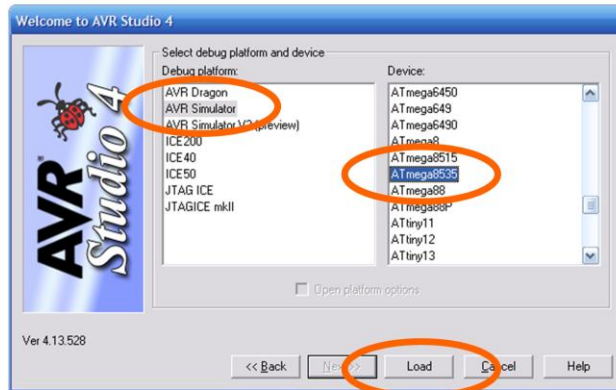 Welcome to AVR Studio 4
AVR Studio 4
Select debug platform and device
Debug platform:
AVR Dragon
AVR Simulator
AVR Simulator V2 (preview)
ICE200
ICE40
ICE50
JTAG ICE
JTAGICE mkII
Device:
ATmega6450
ATmega649
ATmega6490
ATmega8
ATmega8515
ATmega8535
ATmega88
ATmega88P
ATtiny11
ATtiny12
ATtiny13
Open platform options
Ver 4.13.528
<< Back
Next >>
Load
Cancel
Help